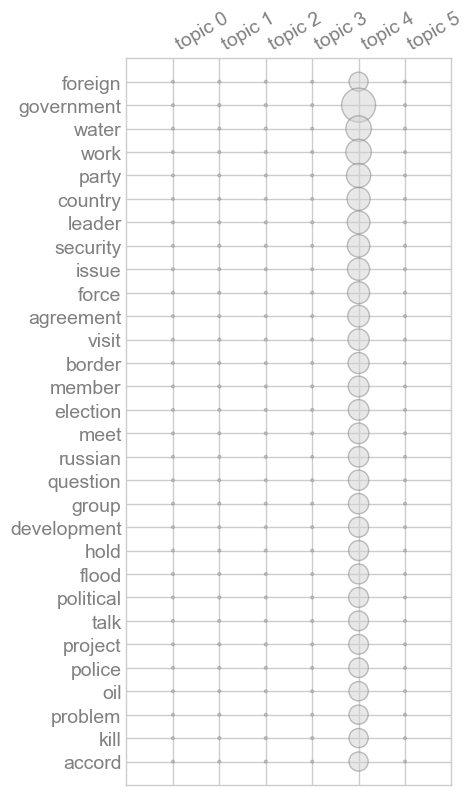 topic 0
topic 1
topic 2
topic 3
topic 4
topic 5
foreign
government
water
work
party
country
leader
security
issue
force
agreement
visit
border
member
election
meet
russian
question
group
development
hold
flood
political
talk
project
police
oil
problem
kill
accord